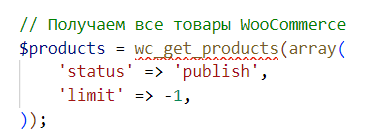 // Получаем все товары WooCommerce
$products = wc_get_products(array(
    'status' => 'publish',
    'limit' => -1,
));